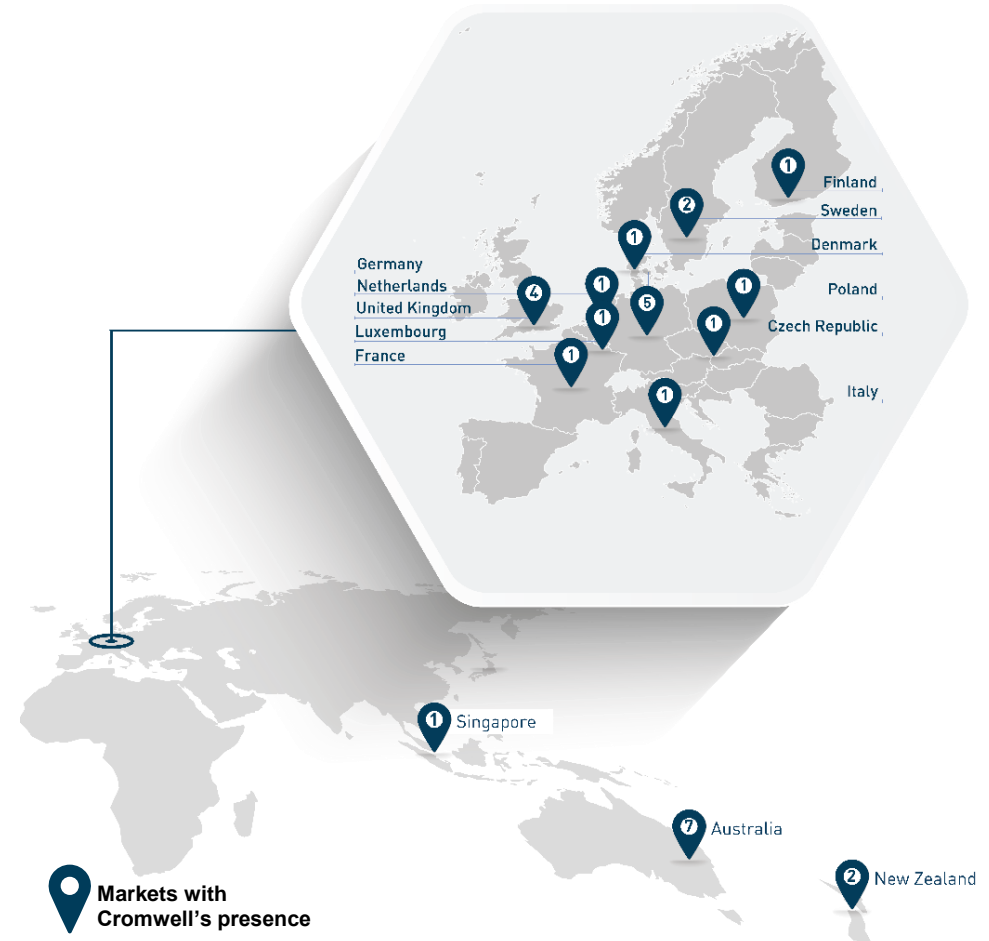 1
Finland
2
Sweden
1
Denmark
Germany
Netherlands
1
1
Poland
4
5
United Kingdom
1
1
Czech Republic
Luxembourg
France
1
1
Italy
1
Singapore
7
Australia
2
New Zealand
Markets with
Cromwell’s presence